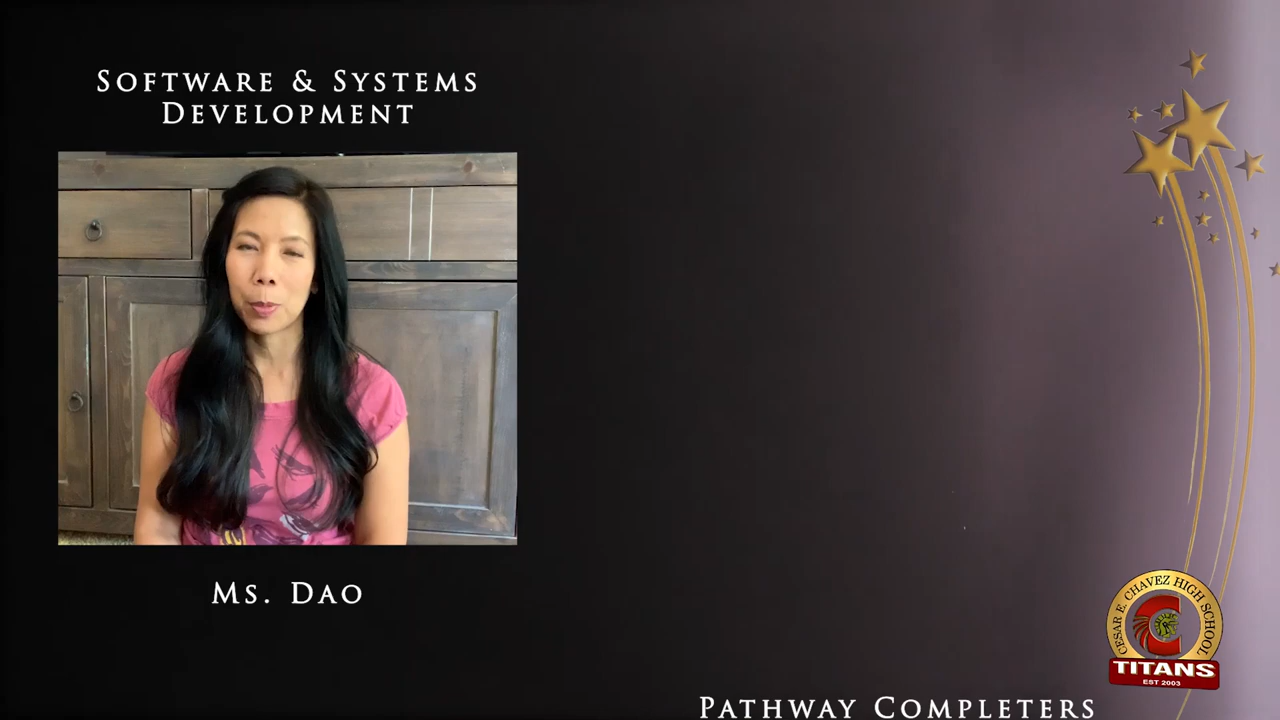 SOFTWARE & SYSTEMS
DEVELOPMENT
MS. DAO
CESAR E. CHAVEZ HIGH SCHOOL
C
TITANS
EST 2003
PATHWAY COMPLETERS